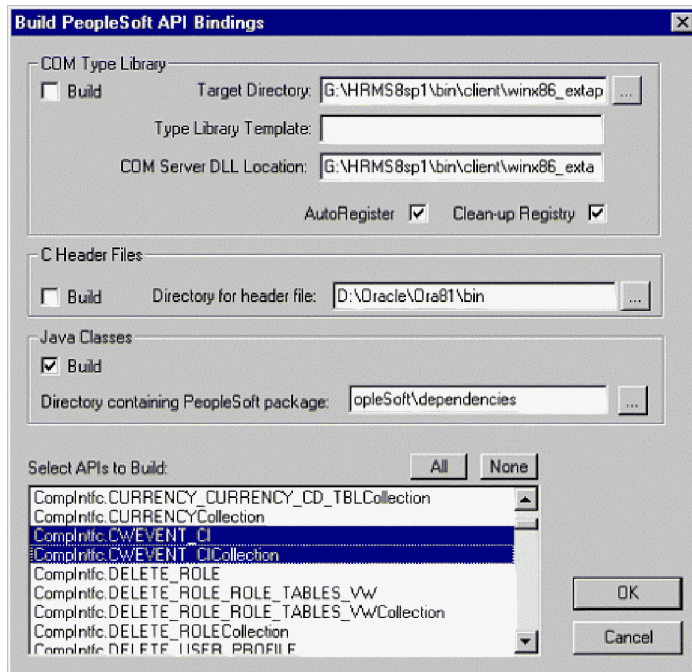 Build PeopleSoft API Bindings
COM Type Library
Build Target Directory: G:\HRMS8sp1\bin\client\winx86_extap ...
Type Library Template:
COM Server DLL Location: G:\HRMS8sp1\bin\client\winx86_exta
AutoRegister Clean-up Registry
C Header Files
Build Directory for header file: D:\Oracle\Ora81\bin ...
Java Classes
Build
Directory containing PeopleSoft package: opleSoft\dependencies ...
Select APIs to Build: All None
CompIntfc.CURRENCY_CURRENCY_CD_TBLCollection
CompIntfc.CURRENCYCollection
CompIntfc.CWEVENT_CI
CompIntfc.CWEVENT_CICollection
CompIntfc.DELETE_ROLE
CompIntfc.DELETE_ROLE_ROLE_TABLES_VW
CompIntfc.DELETE_ROLE_ROLE_TABLES_VWCollection
CompIntfc.DELETE_ROLECollection
CompIntfc.DELETE_USER_PROFILE
OK
Cancel